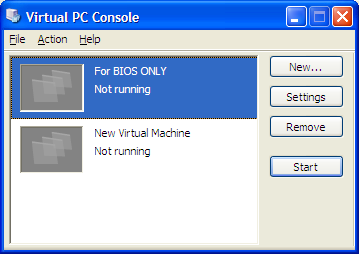 Virtual PC Console
File Action Help
For BIOS ONLY
Not running
New Virtual Machine
Not running
New...
Settings
Remove
Start